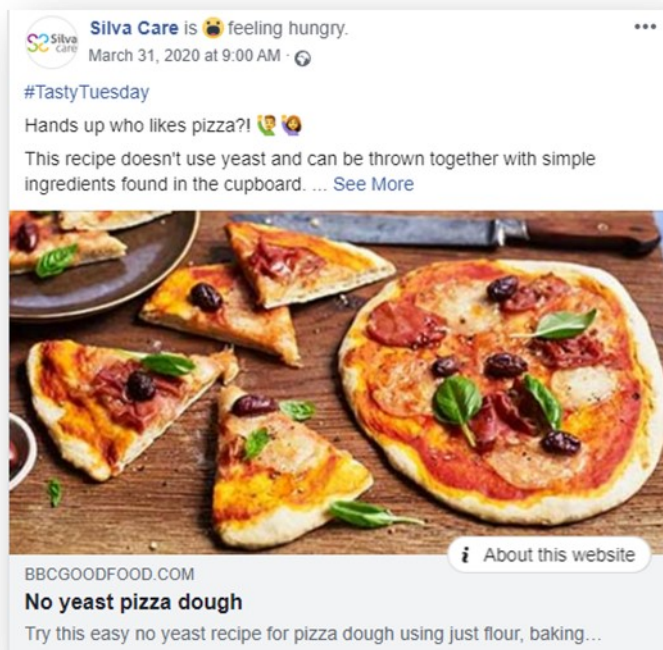 Silva care
Silva Care is 😮 feeling hungry.
March 31, 2020 at 9:00 AM ·
#TastyTuesday
Hands up who likes pizza?! 🙋‍♂️🙋‍♀️
This recipe doesn't use yeast and can be thrown together with simple
ingredients found in the cupboard. ... See More
i About this website
BBCGOODFOOD.COM
No yeast pizza dough
Try this easy no yeast recipe for pizza dough using just flour, baking...